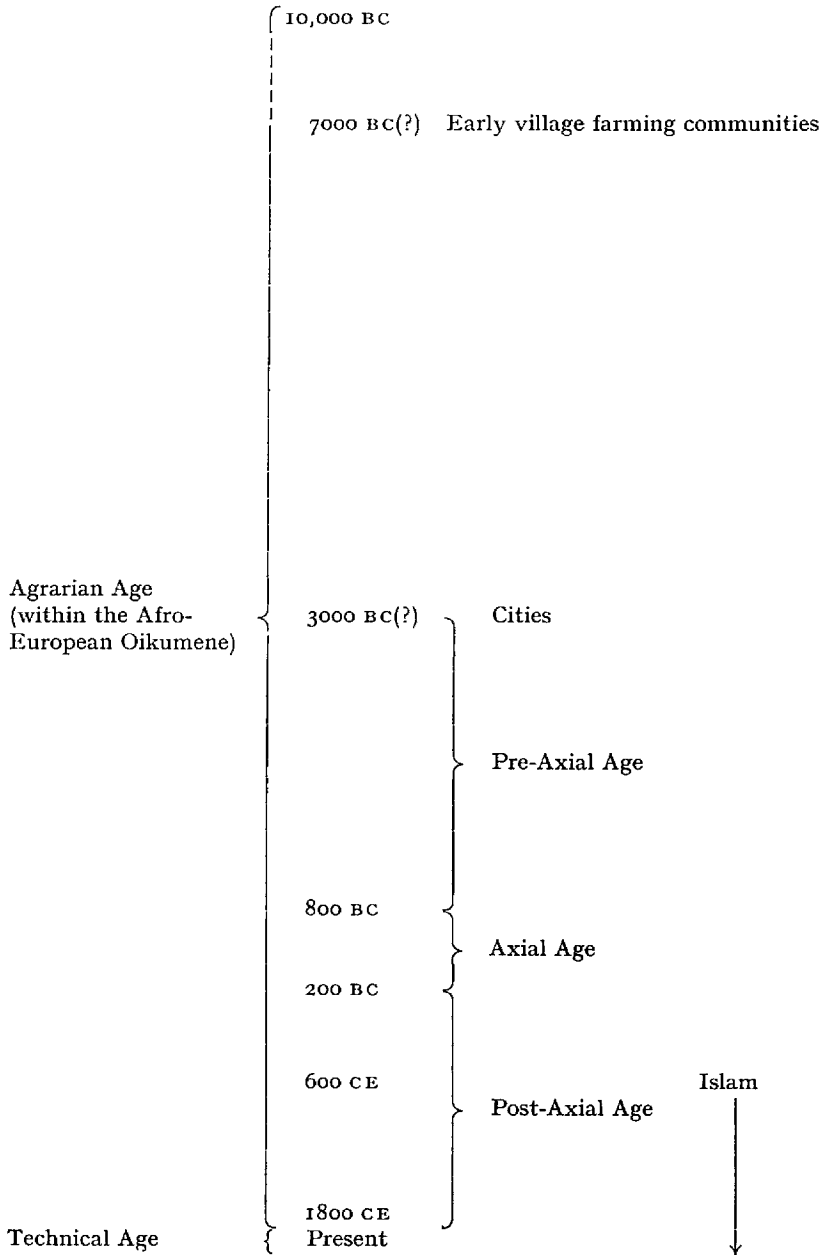 10,000 BC
7000 BC(?) Early village farming communities
Agrarian Age
(within the Afro-
European Oikumene)
3000 BC(?) Cities
Pre-Axial Age
800 BC
Axial Age
200 BC
600 CE Islam
Post-Axial Age
1800 CE
Technical Age Present